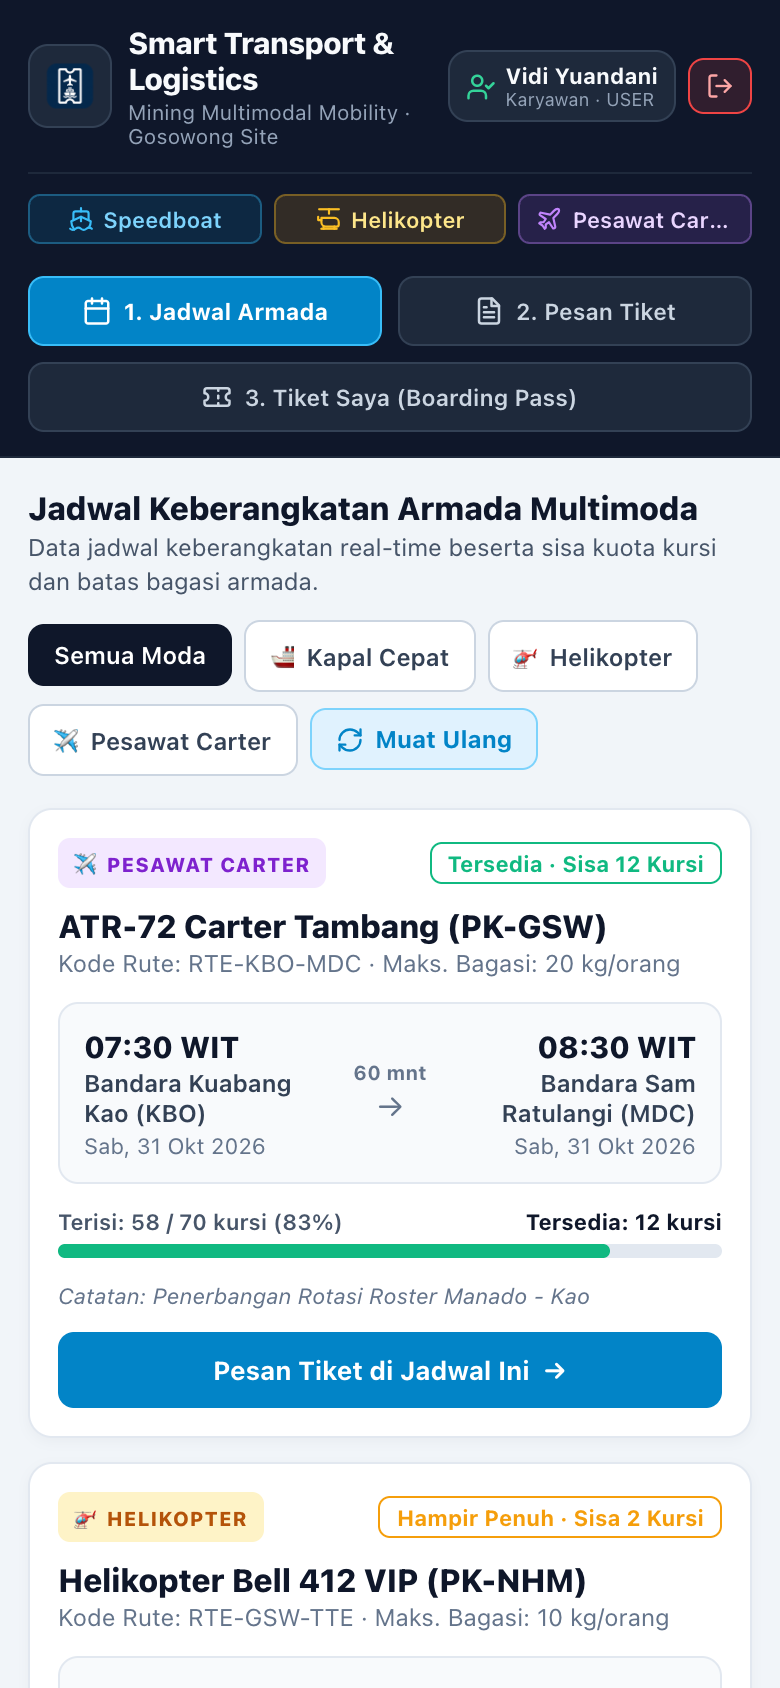 Smart Transport &
Logistics
Mining Multimodal Mobility ·
Gosowong Site
Vidi Yuandani
Karyawan · USER
Speedboat
Helikopter
Pesawat Car...
1. Jadwal Armada
2. Pesan Tiket
3. Tiket Saya (Boarding Pass)
Jadwal Keberangkatan Armada Multimoda
Data jadwal keberangkatan real-time beserta sisa kuota kursi
dan batas bagasi armada.
Semua Moda
Kapal Cepat
Helikopter
Pesawat Carter
Muat Ulang
PESAWAT CARTER
Tersedia · Sisa 12 Kursi
ATR-72 Carter Tambang (PK-GSW)
Kode Rute: RTE-KBO-MDC · Maks. Bagasi: 20 kg/orang
07:30 WIT
Bandara Kuabang
Kao (KBO)
Sab, 31 Okt 2026
60 mnt
→
08:30 WIT
Bandara Sam
Ratulangi (MDC)
Sab, 31 Okt 2026
Terisi: 58 / 70 kursi (83%)
Tersedia: 12 kursi
Catatan: Penerbangan Rotasi Roster Manado - Kao
Pesan Tiket di Jadwal Ini →
HELIKOPTER
Hampir Penuh · Sisa 2 Kursi
Helikopter Bell 412 VIP (PK-NHM)
Kode Rute: RTE-GSW-TTE · Maks. Bagasi: 10 kg/orang